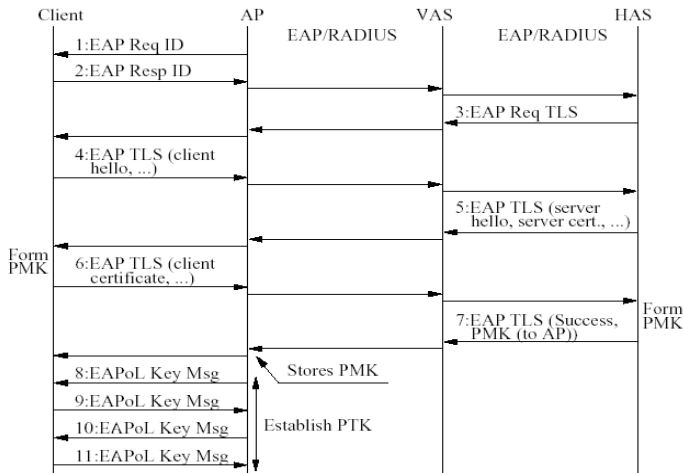 Client AP VAS HAS
EAP/RADIUS EAP/RADIUS
1:EAP Req ID
2:EAP Resp ID
3:EAP Req TLS
4:EAP TLS (client
hello, ...)
5:EAP TLS (server
hello, server cert., ...)
Form
PMK
6:EAP TLS (client
certificate, ...)
Form
PMK
7:EAP TLS (Success,
PMK (to AP))
Stores PMK
8:EAPoL Key Msg
9:EAPoL Key Msg
Establish PTK
10:EAPoL Key Msg
11:EAPoL Key Msg